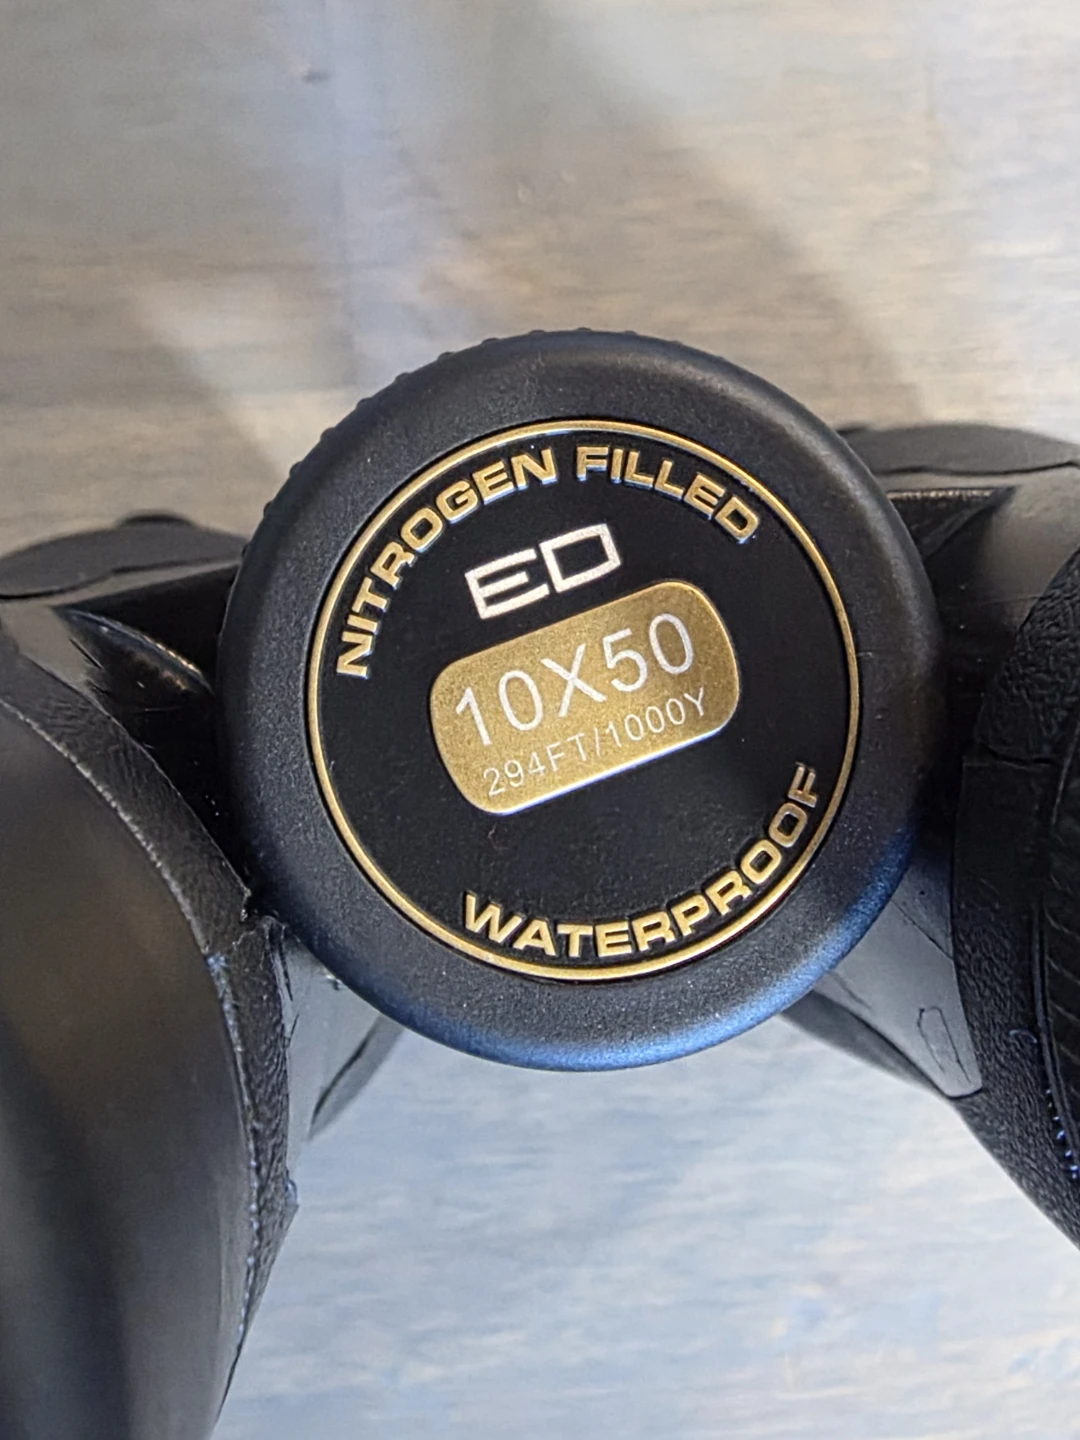 NITROGEN FILLED
ED
10X50
294FT/1000Y
WATERPROOF